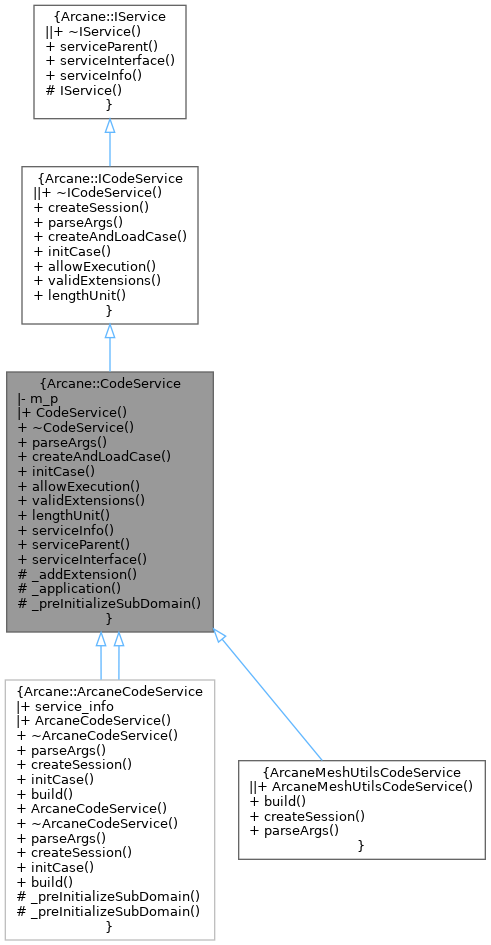 {Arcane::IService
||+ ~IService()
+ serviceParent()
+ serviceInterface()
+ serviceInfo()
# IService()
}
{Arcane::ICodeService
||+ ~ICodeService()
+ createSession()
+ parseArgs()
+ createAndLoadCase()
+ initCase()
+ allowExecution()
+ validExtensions()
+ lengthUnit()
}
{Arcane::CodeService
|- m_p
|+ CodeService()
+ ~CodeService()
+ parseArgs()
+ createAndLoadCase()
+ initCase()
+ allowExecution()
+ validExtensions()
+ lengthUnit()
+ serviceInfo()
+ serviceParent()
+ serviceInterface()
# _addExtension()
# _application()
# _preInitializeSubDomain()
}
{Arcane::ArcaneCodeService
|+ service_info
|+ ArcaneCodeService()
+ ~ArcaneCodeService()
+ parseArgs()
+ createSession()
+ initCase()
+ build()
+ ArcaneCodeService()
+ ~ArcaneCodeService()
+ parseArgs()
+ createSession()
+ initCase()
+ build()
# _preInitializeSubDomain()
# _preInitializeSubDomain()
}
{ArcaneMeshUtilsCodeService
||+ ArcaneMeshUtilsCodeService()
+ build()
+ createSession()
+ parseArgs()
}